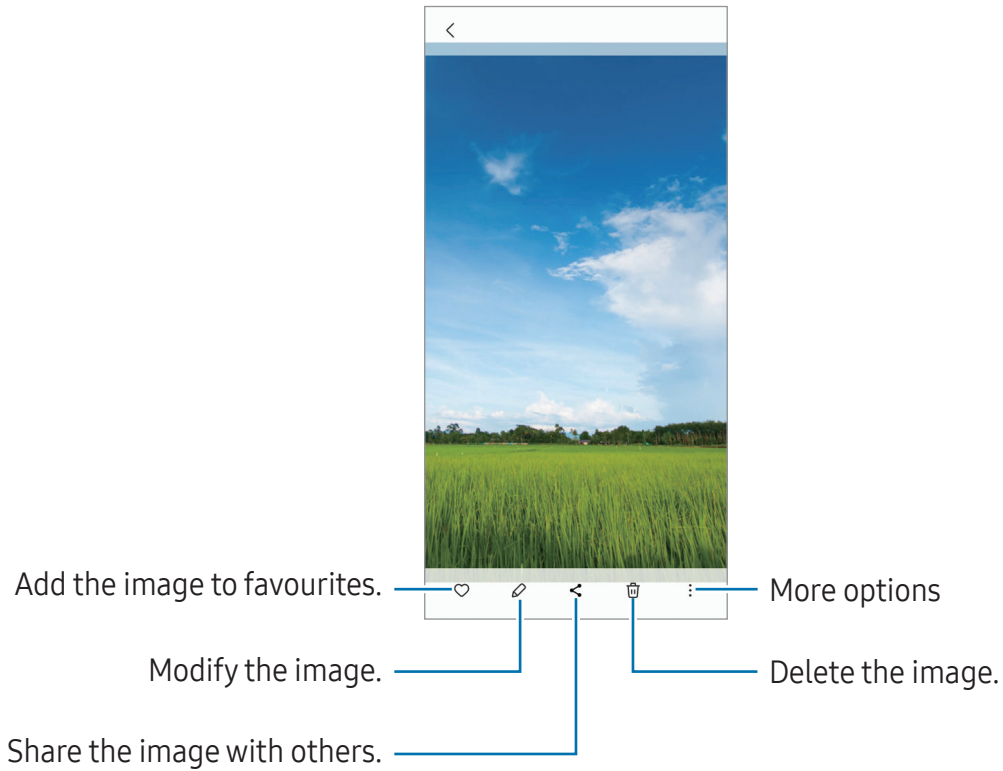 Add the image to favourites.
More options
Modify the image.
Delete the image.
Share the image with others.